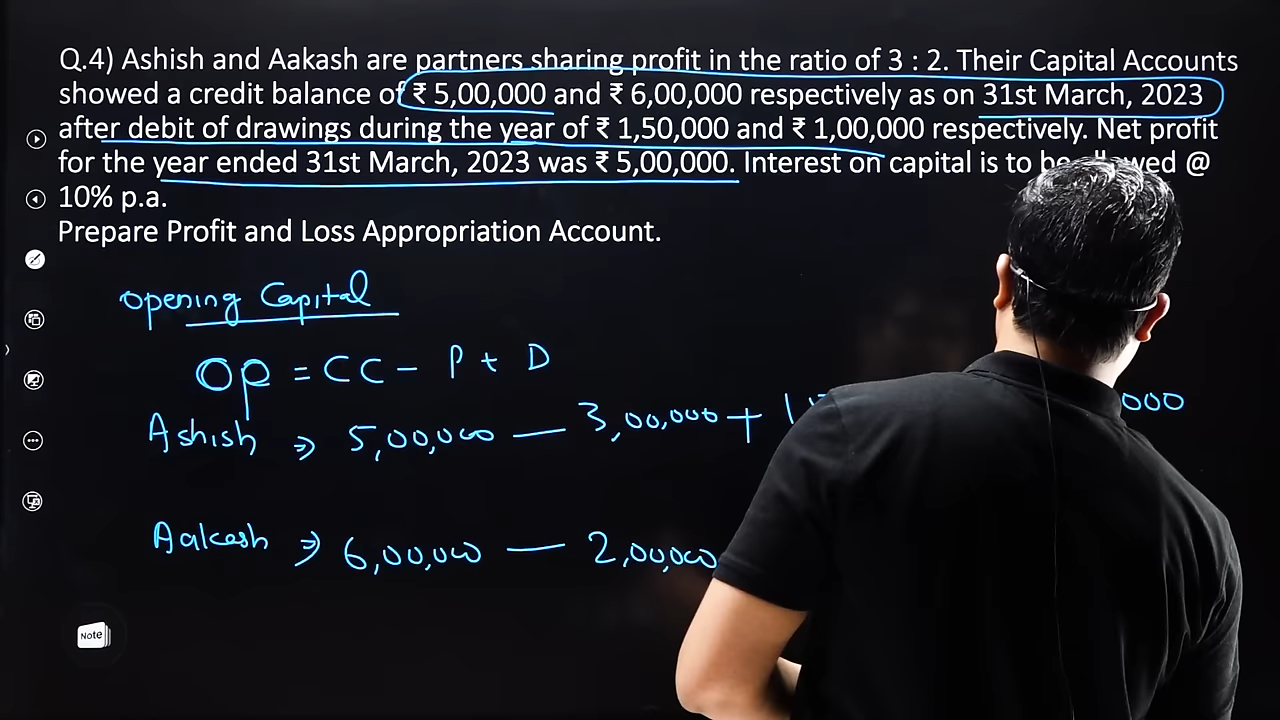 Q.4) Ashish and Aakash are partners sharing profit in the ratio of 3 : 2. Their Capital Accounts
showed a credit balance of ₹ 5,00,000 and ₹ 6,00,000 respectively as on 31st March, 2023
after debit of drawings during the year of ₹ 1,50,000 and ₹ 1,00,000 respectively. Net profit
for the year ended 31st March, 2023 was ₹ 5,00,000. Interest on capital is to @
10% p.a.
Prepare Profit and Loss Appropriation Account.
Opening Capital
OP = CC - P + D
Ashish ⇒ 5,00,000 — 3,00,000 + 000
Aakash ⇒ 6,00,000 — 2,00,000
Note